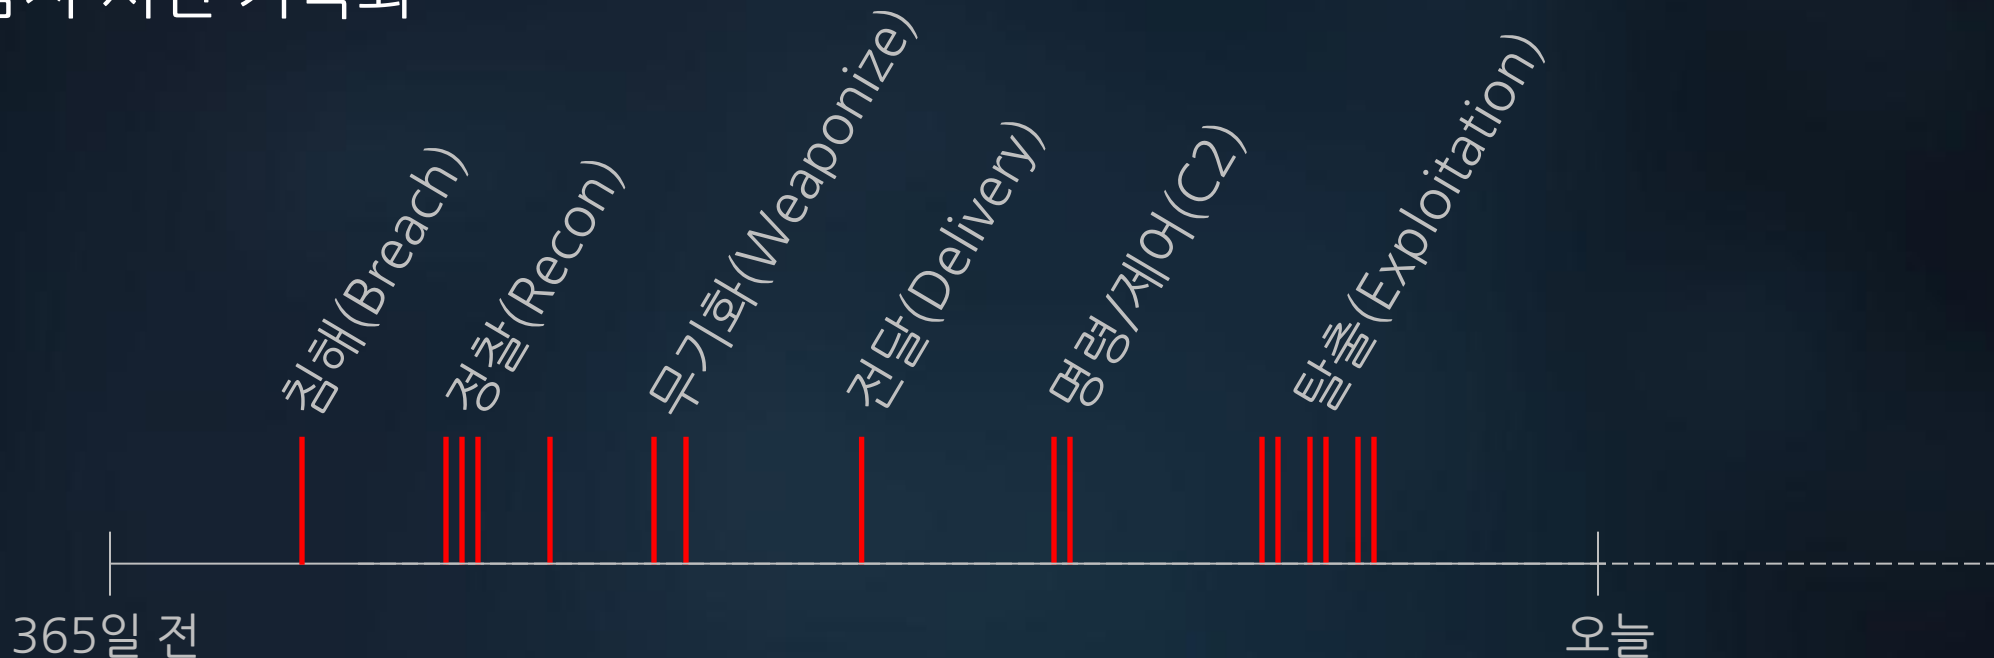 침해(Breach)
정찰(Recon)
무기화(Weaponize)
전달(Delivery)
명령/제어(C2)
탈출(Exploitation)
365일 전
오늘